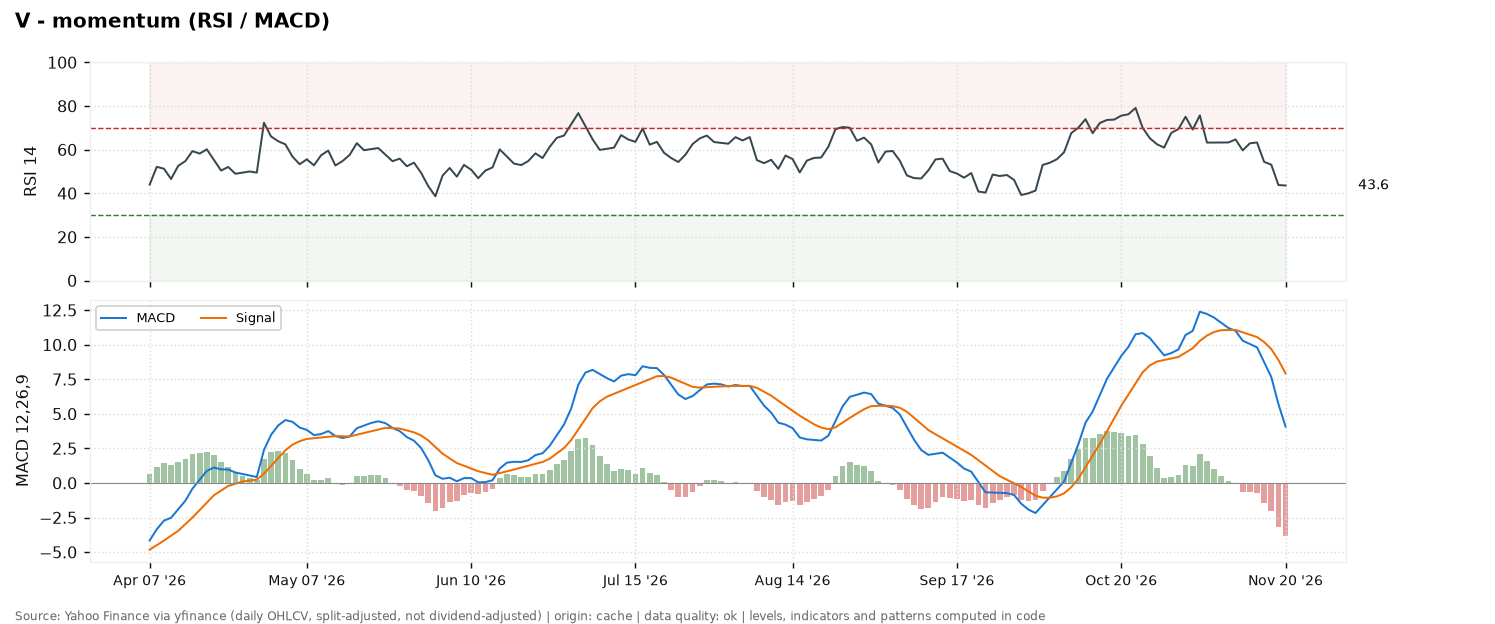 V - momentum (RSI / MACD)
100
80
60
40
20
0
RSI 14
43.6
MACD
Signal
12.5
10.0
7.5
5.0
2.5
0.0
−2.5
−5.0
MACD 12,26,9
Apr 07 '26
May 07 '26
Jun 10 '26
Jul 15 '26
Aug 14 '26
Sep 17 '26
Oct 20 '26
Nov 20 '26
Source: Yahoo Finance via yfinance (daily OHLCV, split-adjusted, not dividend-adjusted) | origin: cache | data quality: ok | levels, indicators and patterns computed in code